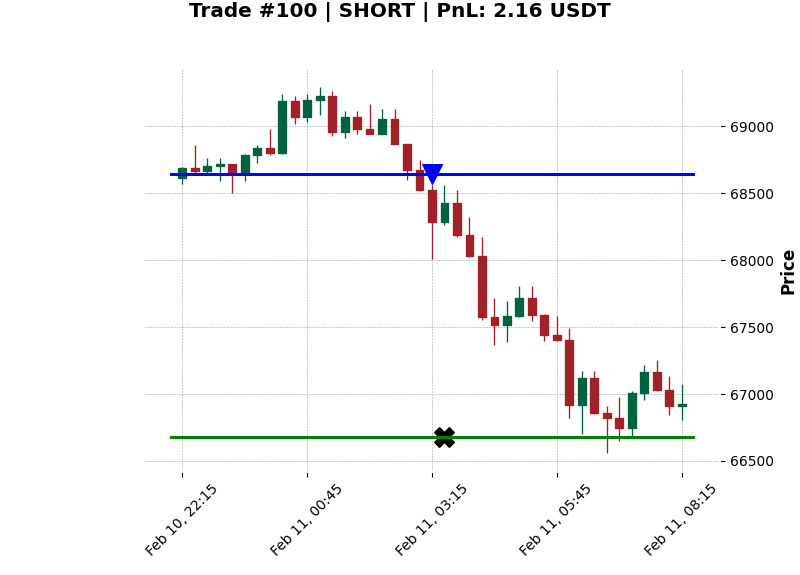 Trade #100 | SHORT | PnL: 2.16 USDT
69000
68500
68000
67500
67000
66500
Price
Feb 10, 22:15
Feb 11, 00:45
Feb 11, 03:15
Feb 11, 05:45
Feb 11, 08:15